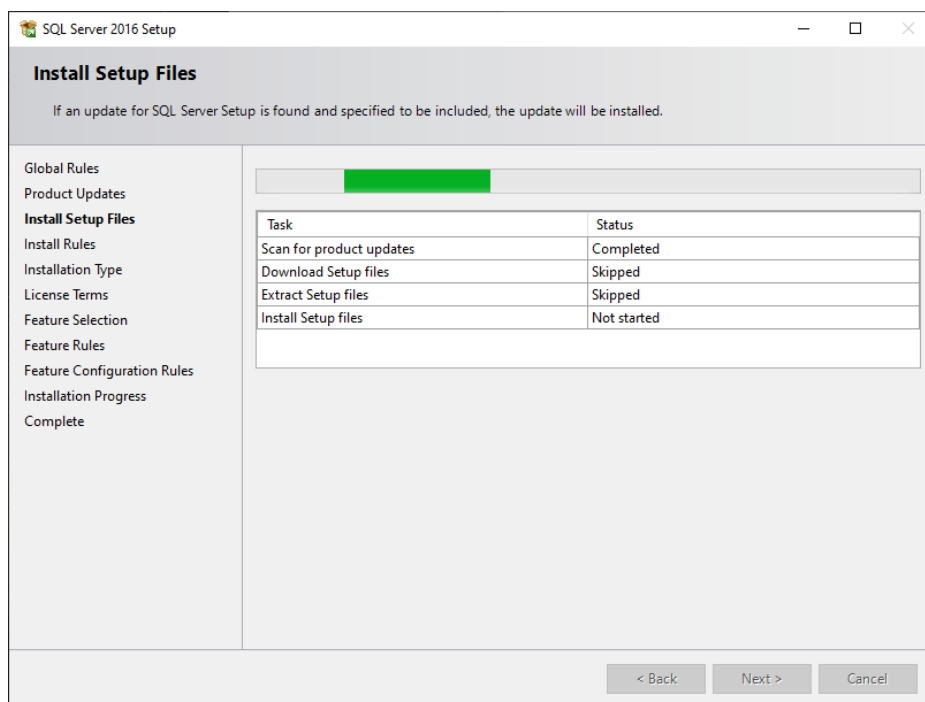 SQL Server 2016 Setup
Install Setup Files
If an update for SQL Server Setup is found and specified to be included, the update will be installed.
Global Rules
Product Updates
Install Setup Files
Install Rules
Installation Type
License Terms
Feature Selection
Feature Rules
Feature Configuration Rules
Installation Progress
Complete
Task Status
Scan for product updates Completed
Download Setup files Skipped
Extract Setup files Skipped
Install Setup files Not started
< Back Next > Cancel